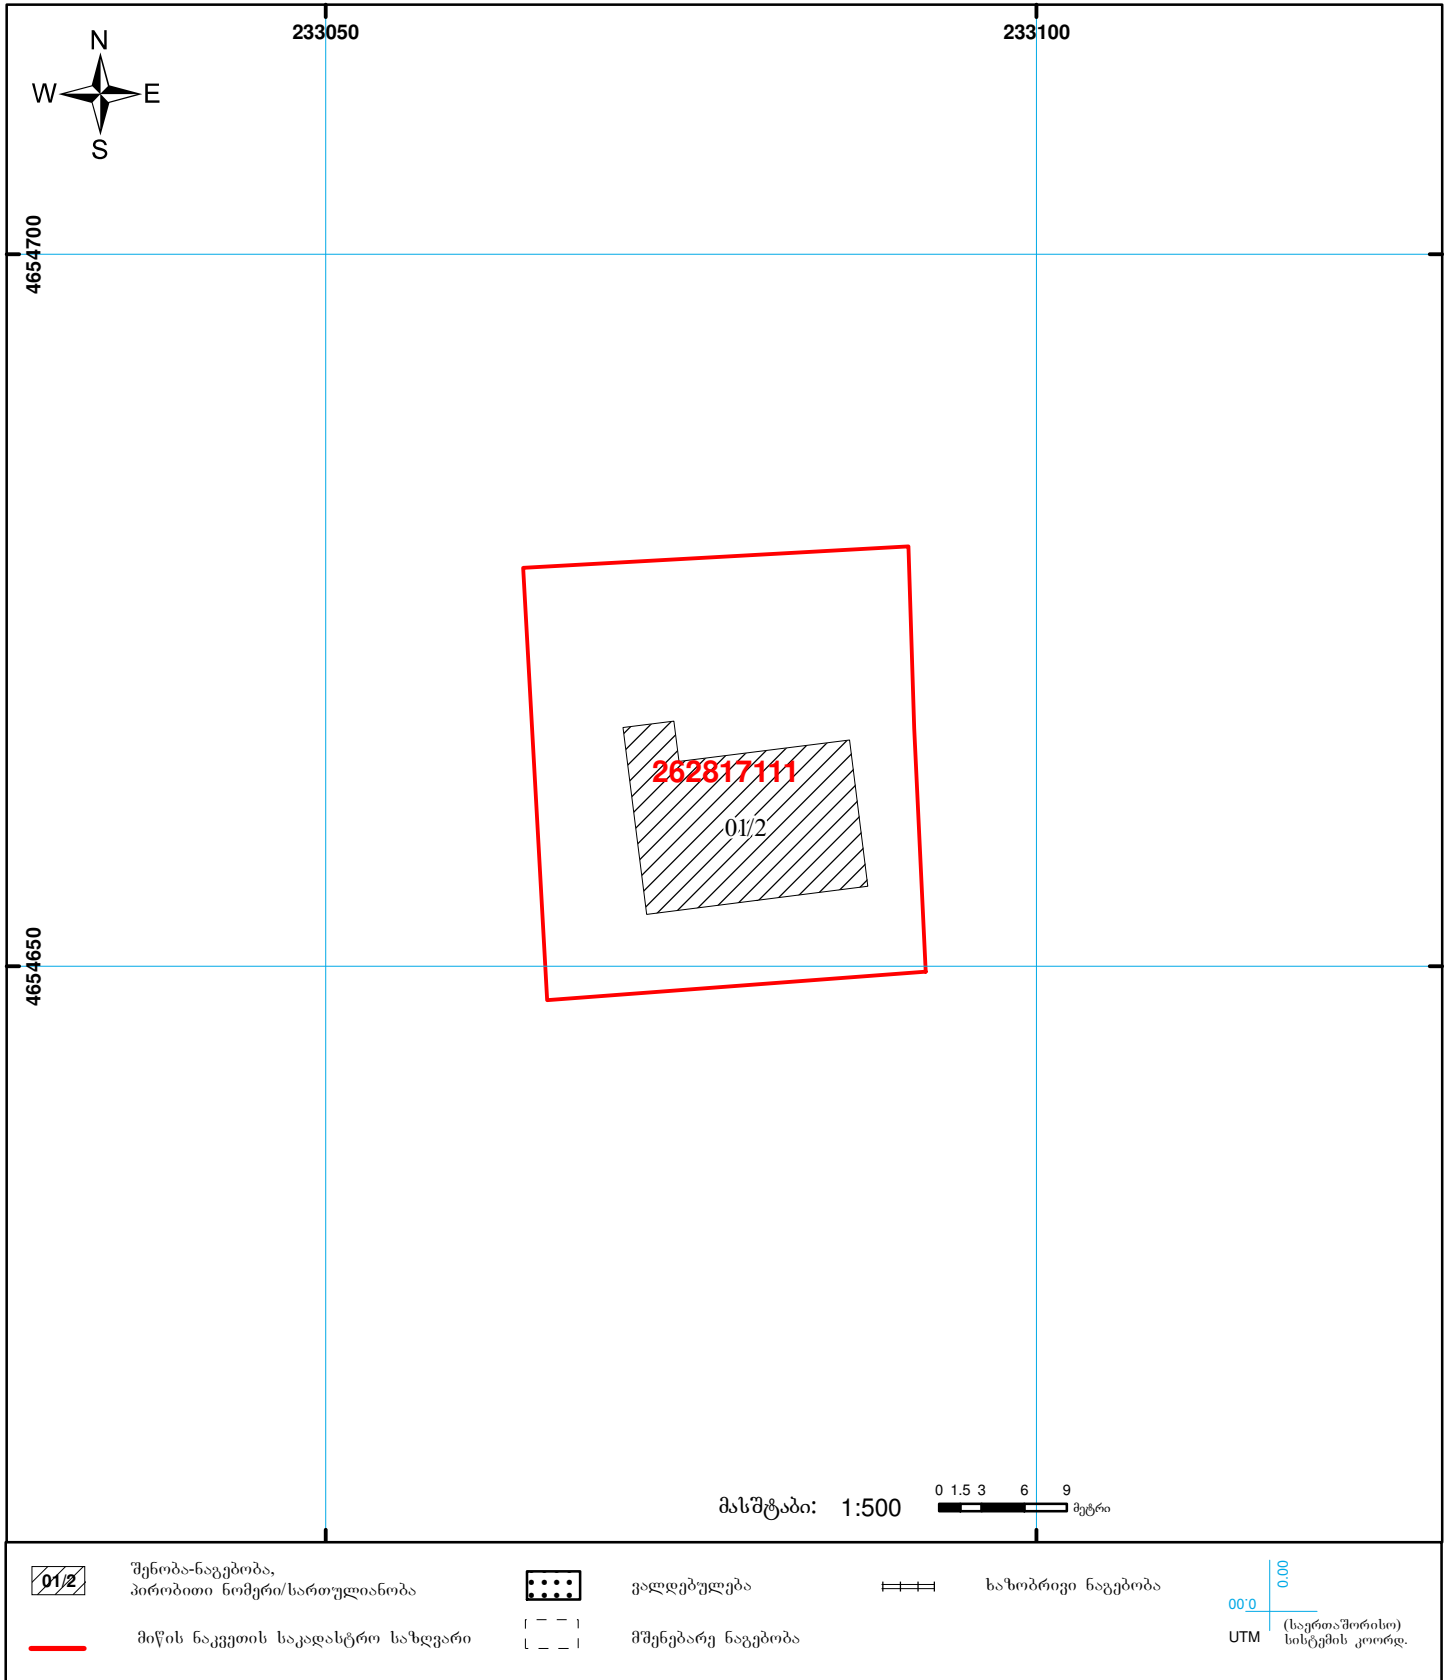 233050
233100
N
W
E
S
4654700
262817111
01/2
4654650
მასშტაბი: 1:500
0 1.5 3 6 9
მეტრი
01/2
შენობა-ნაგებობა,
პირობითი ნომერი/სართულიანობა
ვალდებულება
ხაზობრივი ნაგებობა
მიწის ნაკვეთის საკადასტრო საზღვარი
მშენებარე ნაგებობა
00'0
00'0
UTM
(საერთაშორისო)
სისტემის კოორდ.